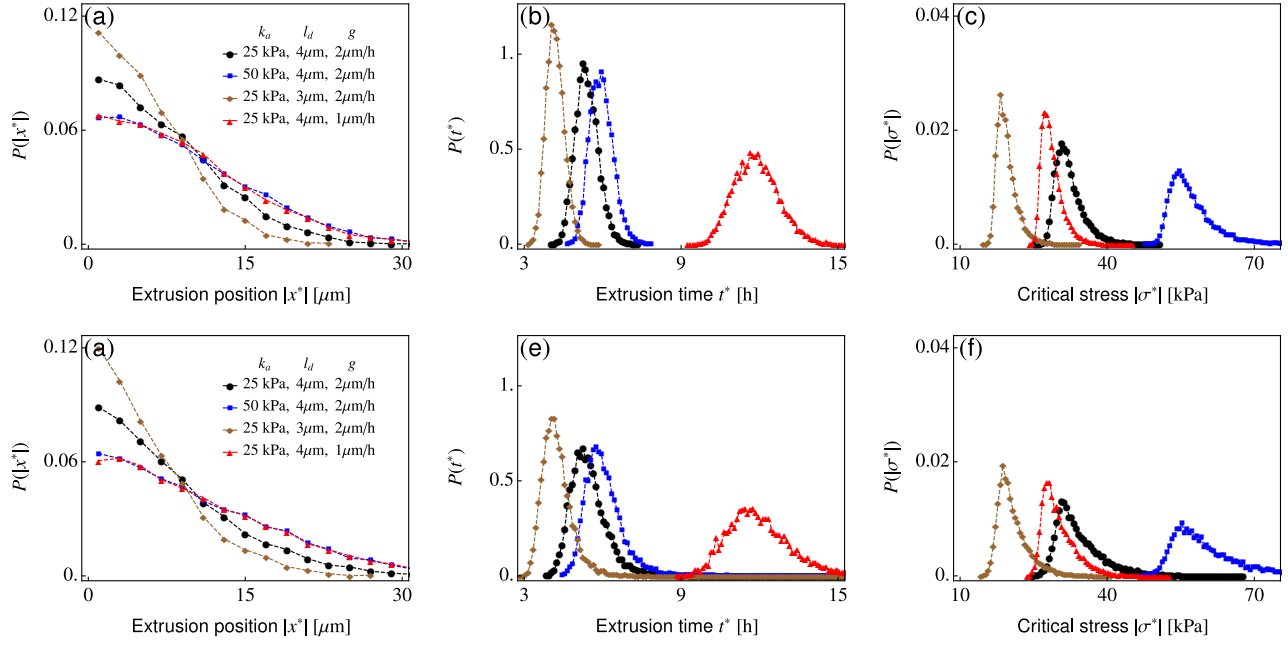 (a)
0.12
0.06
0.
P(|x*|)
k_a l_d g
25 kPa, 4μm, 2μm/h
50 kPa, 4μm, 2μm/h
25 kPa, 3μm, 2μm/h
25 kPa, 4μm, 1μm/h
0 15 30
Extrusion position |x*| [μm]
(b)
1.
0.5
0.
P(t*)
3 9 15
Extrusion time t* [h]
(c)
0.04
0.02
0.00
P(|σ*|)
10 40 70
Critical stress |σ*| [kPa]
(a)
0.12
0.06
0.
P(|x*|)
k_a l_d g
25 kPa, 4μm, 2μm/h
50 kPa, 4μm, 2μm/h
25 kPa, 3μm, 2μm/h
25 kPa, 4μm, 1μm/h
0 15 30
Extrusion position |x*| [μm]
(e)
1.
0.5
0.
P(t*)
3 9 15
Extrusion time t* [h]
(f)
0.04
0.02
0.00
P(|σ*|)
10 40 70
Critical stress |σ*| [kPa]